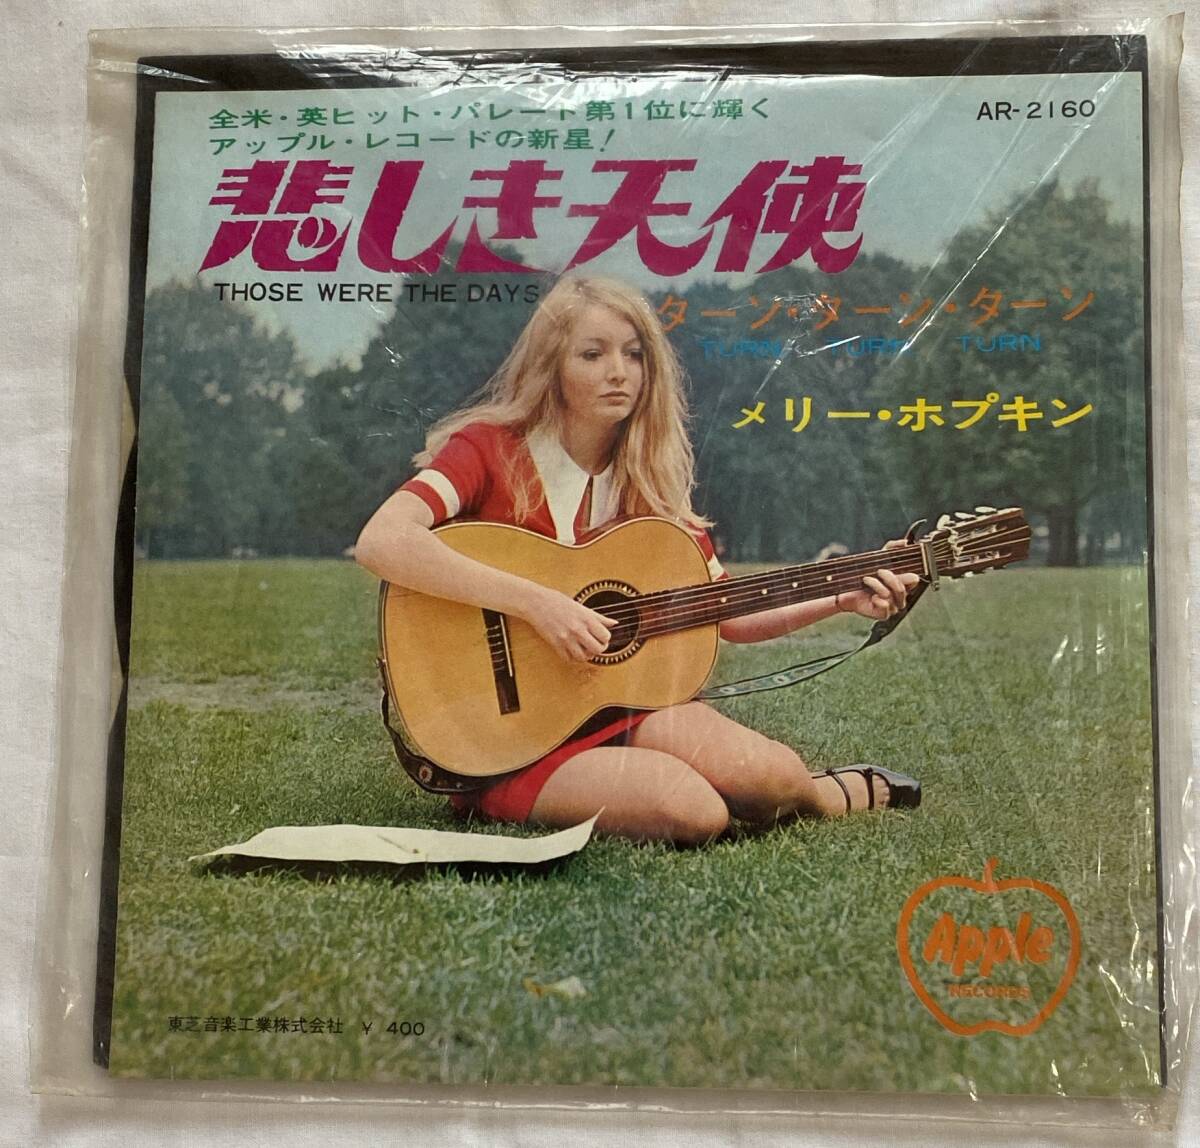 全米・英ヒット・パレード第1位に輝く
アップル・レコードの新星!
AR-2160
悲しき天使
THOSE WERE THE DAYS
ターン・ターン・ターン
TURN TURN TURN
メリー・ホプキン
Apple
RECORDS
東芝音楽工業株式会社 ¥ 400